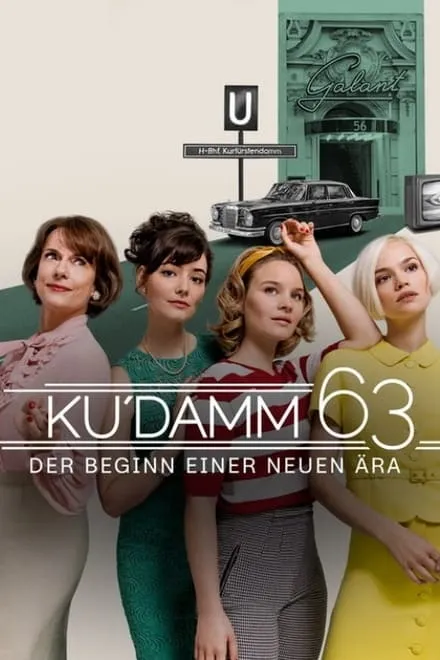 Galant
56
U
H-Bhf. Kurfürstendamm
KU'DAMM 63
DER BEGINN EINER NEUEN ÄRA